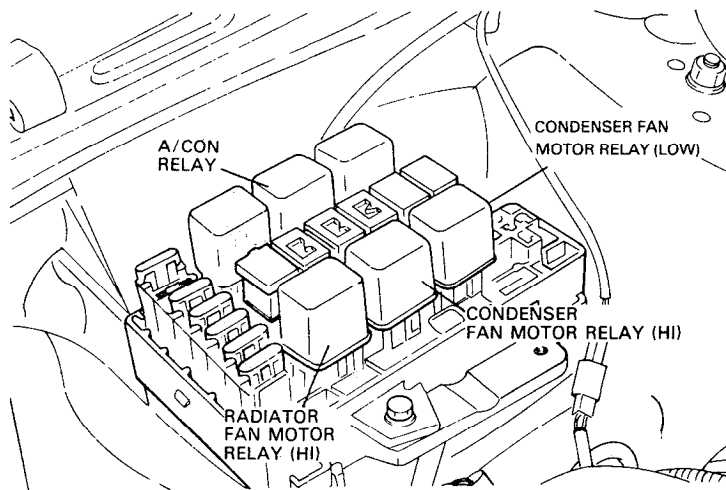 A/CON
RELAY
CONDENSER FAN
MOTOR RELAY (LOW)
CONDENSER
FAN MOTOR RELAY (HI)
RADIATOR
FAN MOTOR
RELAY (HI)